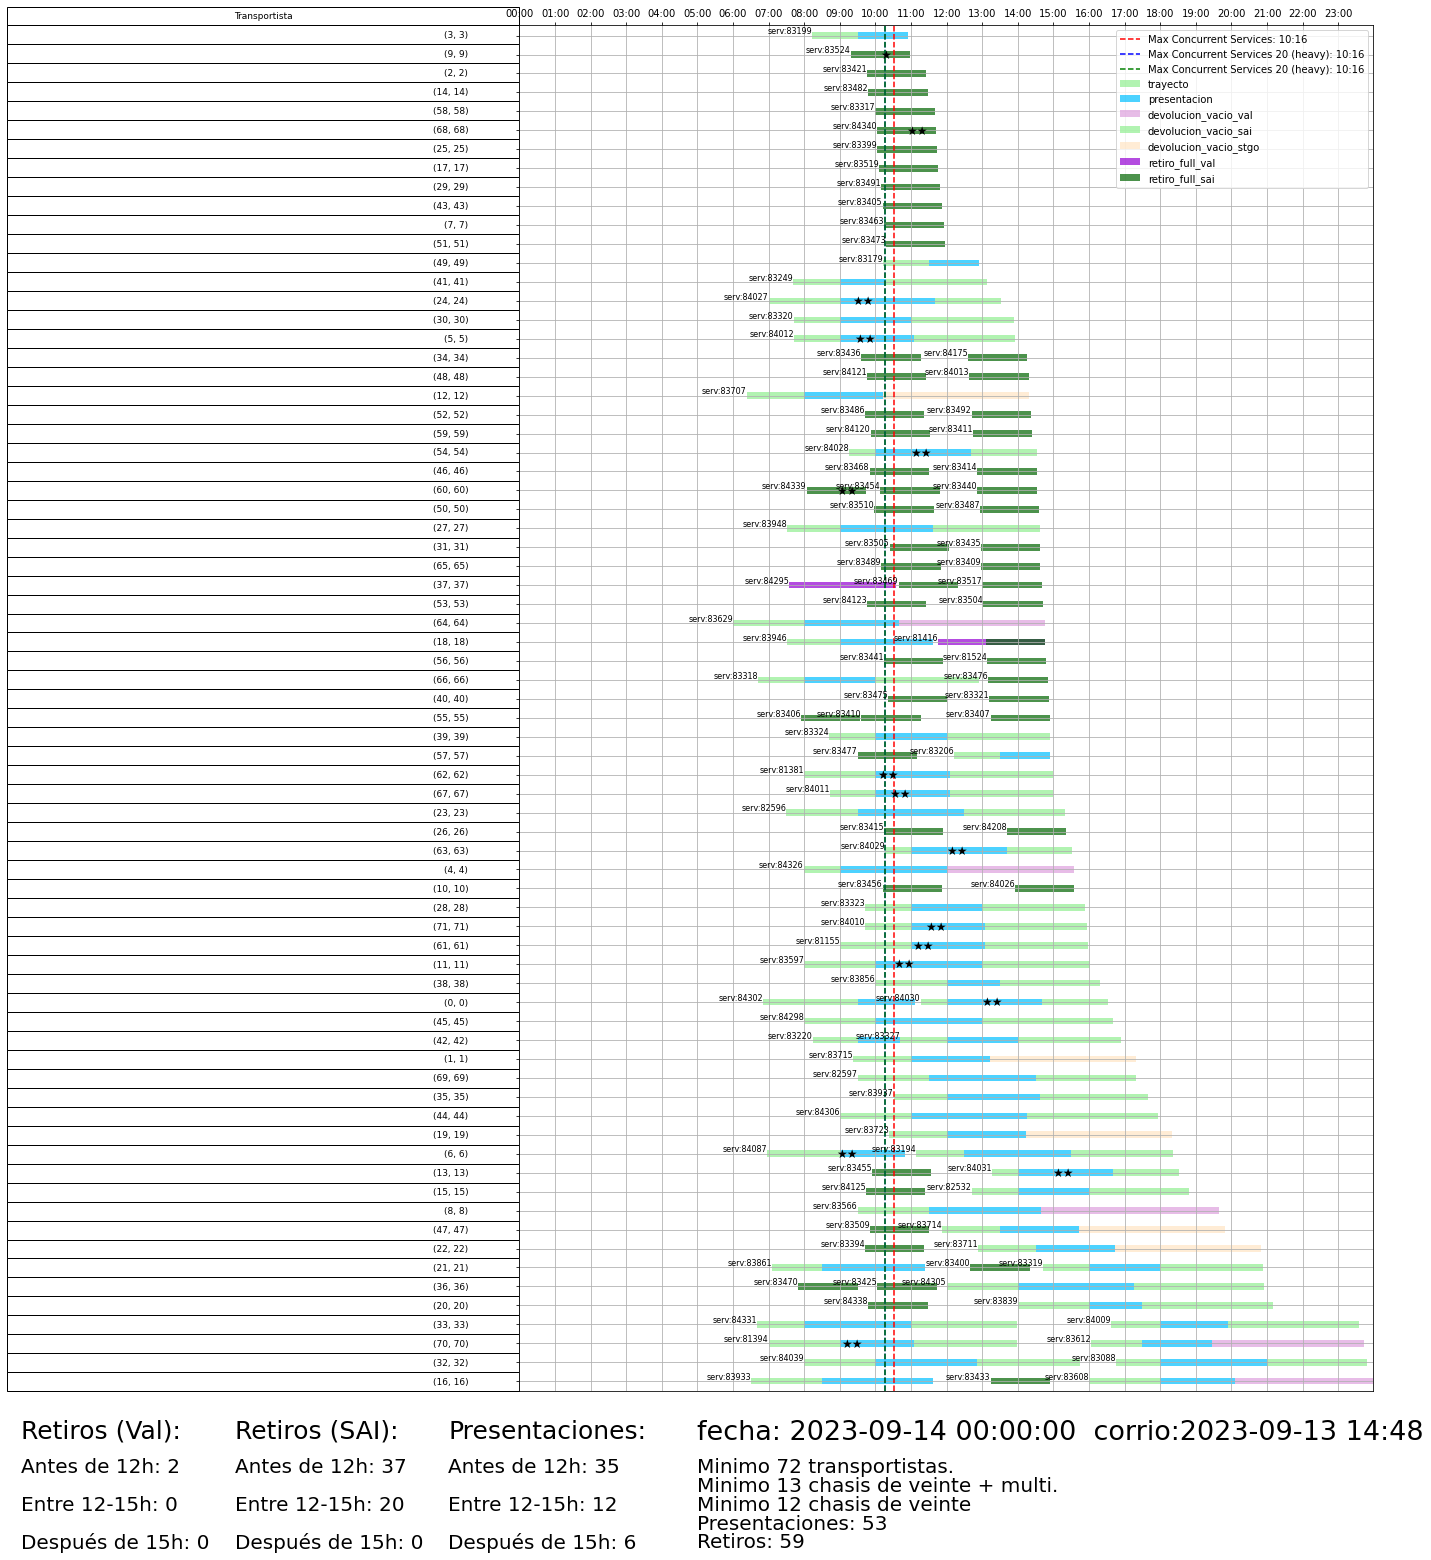 Transportista 00:00 01:00 02:00 03:00 04:00 05:00 06:00 07:00 08:00 09:00 10:00 11:00 12:00 13:00 14:00 15:00 16:00 17:00 18:00 19:00 20:00 21:00 22:00 23:00
Max Concurrent Services: 10:16
Max Concurrent Services 20 (heavy): 10:16
Max Concurrent Services 20 (heavy): 10:16
trayecto
presentacion
devolucion_vacio_val
devolucion_vacio_sai
devolucion_vacio_stgo
retiro_full_val
retiro_full_sai
(3, 3) serv:83199
(9, 9) serv:83524
(2, 2) serv:83421
(14, 14) serv:83482
(58, 58) serv:83317
(68, 68) serv:84340
(25, 25) serv:83399
(17, 17) serv:83519
(29, 29) serv:83491
(43, 43) serv:83405
(7, 7) serv:83463
(51, 51) serv:83473
(49, 49) serv:83179
(41, 41) serv:83249
(24, 24) serv:84027
(30, 30) serv:83320
(5, 5) serv:84012
(34, 34) serv:83436 serv:84175
(48, 48) serv:84121 serv:84013
(12, 12) serv:83707
(52, 52) serv:83486 serv:83492
(59, 59) serv:84120 serv:83411
(54, 54) serv:84028
(46, 46) serv:83468 serv:83414
(60, 60) serv:84339 serv:83454 serv:83440
(50, 50) serv:83510 serv:83487
(27, 27) serv:83948
(31, 31) serv:83505 serv:83435
(65, 65) serv:83489 serv:83409
(37, 37) serv:84295 serv:83469 serv:83517
(53, 53) serv:84123 serv:83504
(64, 64) serv:83629
(18, 18) serv:83946 serv:81416
(56, 56) serv:83441 serv:81524
(66, 66) serv:83318 serv:83476
(40, 40) serv:83475 serv:83321
(55, 55) serv:83406 serv:83410 serv:83407
(39, 39) serv:83324
(57, 57) serv:83477 serv:83206
(62, 62) serv:81381
(67, 67) serv:84011
(23, 23) serv:82596
(26, 26) serv:83415 serv:84208
(63, 63) serv:84029
(4, 4) serv:84326
(10, 10) serv:83456 serv:84026
(28, 28) serv:83323
(71, 71) serv:84010
(61, 61) serv:81155
(11, 11) serv:83597
(38, 38) serv:83856
(0, 0) serv:84302 serv:84030
(45, 45) serv:84298
(42, 42) serv:83220 serv:83327
(1, 1) serv:83715
(69, 69) serv:82597
(35, 35) serv:83937
(44, 44) serv:84306
(19, 19) serv:83723
(6, 6) serv:84087 serv:83194
(13, 13) serv:83455 serv:84031
(15, 15) serv:84125 serv:82532
(8, 8) serv:83566
(47, 47) serv:83509 serv:83714
(22, 22) serv:83394 serv:83711
(21, 21) serv:83861 serv:83400 serv:83319
(36, 36) serv:83470 serv:83425 serv:84305
(20, 20) serv:84338 serv:83839
(33, 33) serv:84331 serv:84009
(70, 70) serv:81394 serv:83612
(32, 32) serv:84039 serv:83088
(16, 16) serv:83933 serv:83433 serv:83608
Retiros (Val):
Antes de 12h: 2
Entre 12-15h: 0
Después de 15h: 0
Retiros (SAI):
Antes de 12h: 37
Entre 12-15h: 20
Después de 15h: 0
Presentaciones:
Antes de 12h: 35
Entre 12-15h: 12
Después de 15h: 6
fecha: 2023-09-14 00:00:00 corrio:2023-09-13 14:48
Minimo 72 transportistas.
Minimo 13 chasis de veinte + multi.
Minimo 12 chasis de veinte
Presentaciones: 53
Retiros: 59